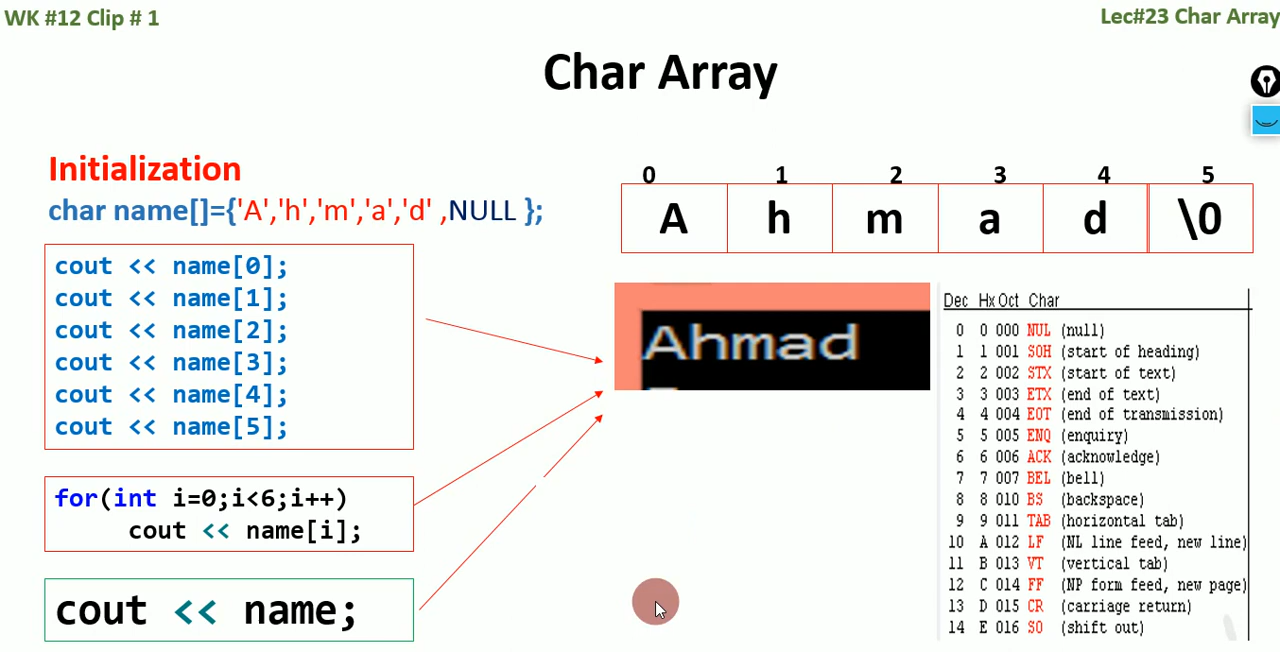 WK #12 Clip # 1
Lec#23 Char Array
Char Array
Initialization
char name[]={'A','h','m','a','d' ,NULL };
cout << name[0];
cout << name[1];
cout << name[2];
cout << name[3];
cout << name[4];
cout << name[5];
for(int i=0;i<6;i++)
cout << name[i];
cout << name;
0 1 2 3 4 5
A h m a d \0
Ahmad
Dec Hx Oct Char
0 0 000 NUL (null)
1 1 001 SOH (start of heading)
2 2 002 STX (start of text)
3 3 003 ETX (end of text)
4 4 004 EOT (end of transmission)
5 5 005 ENQ (enquiry)
6 6 006 ACK (acknowledge)
7 7 007 BEL (bell)
8 8 010 BS (backspace)
9 9 011 TAB (horizontal tab)
10 A 012 LF (NL line feed, new line)
11 B 013 VT (vertical tab)
12 C 014 FF (NP form feed, new page)
13 D 015 CR (carriage return)
14 E 016 SO (shift out)